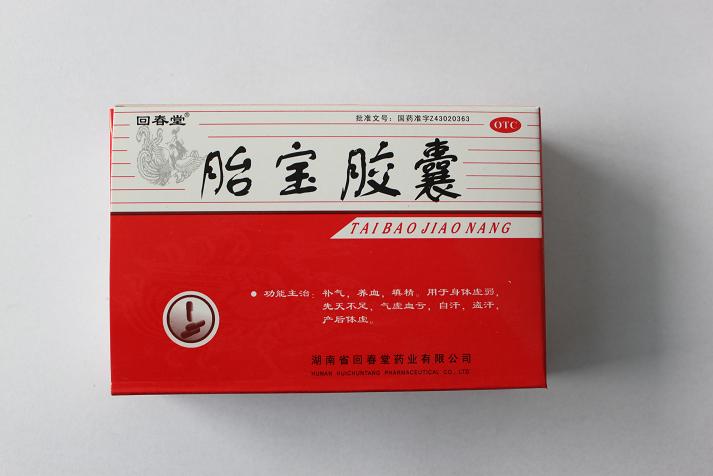 回春堂®
批准文号：国药准字Z43020363
OTC
胎宝胶囊
TAIBAO JIAO NANG
● 功能主治：补气，养血，填精。用于身体虚弱，
先天不足，气虚血亏，自汗，盗汗，
产后体虚。
湖南省回春堂药业有限公司
HUNAN HUICHUNTANG PHARMACEUTICAL CO., LTD